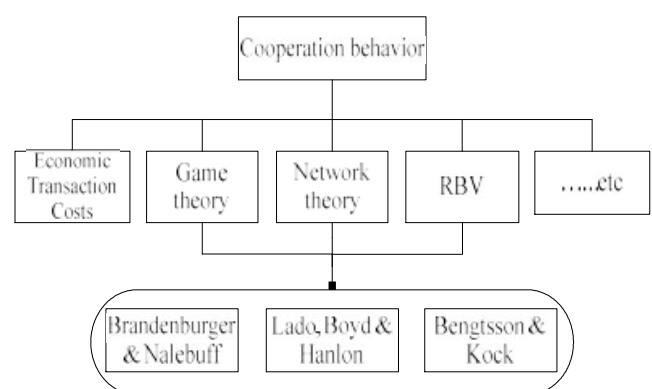 Cooperation behavior
Economic
Transaction
Costs
Game
theory
Network
theory
RBV
......etc
Brandenburger
& Nalebuff
Lado, Boyd &
Hanlon
Bengtsson &
Kock